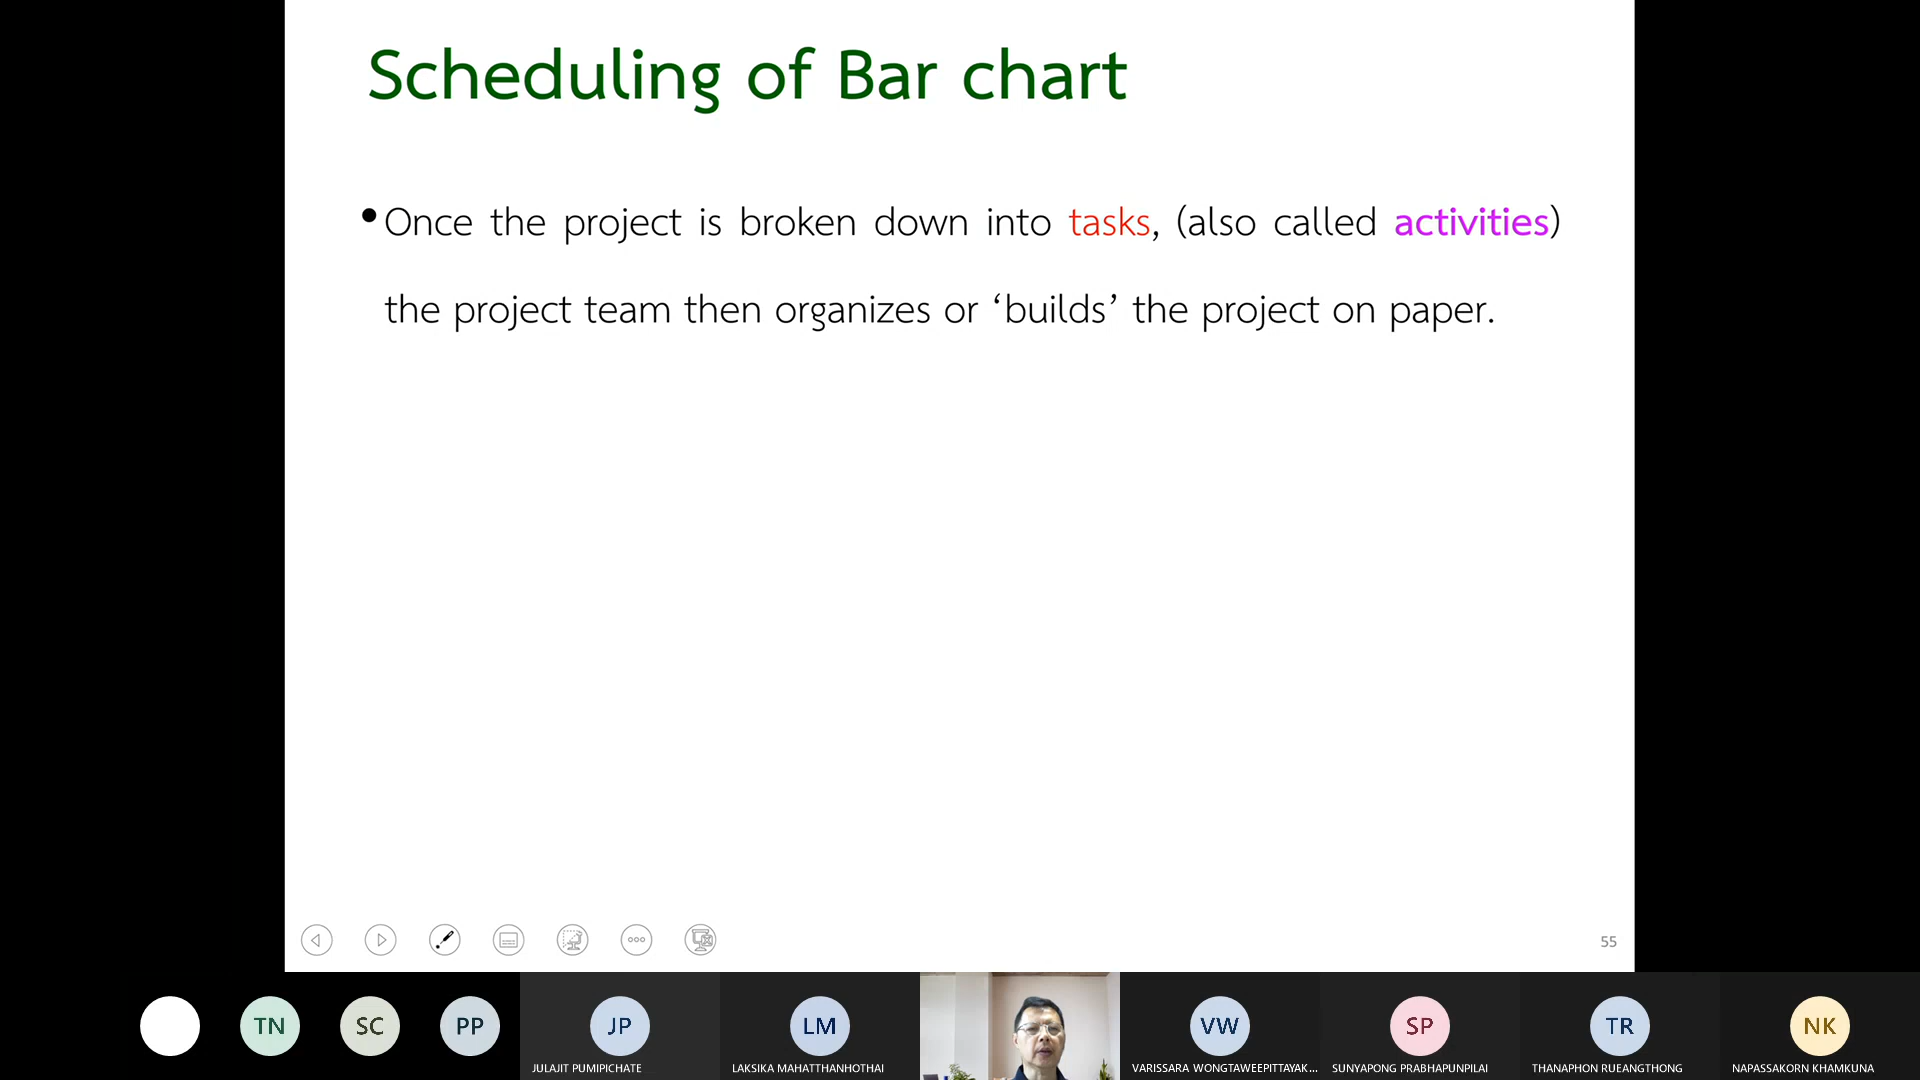 Scheduling of Bar chart
•Once the project is broken down into tasks, (also called activities)
the project team then organizes or ‘builds’ the project on paper.
55
TN
SC
PP
JP
LM
VW
SP
TR
NK
JULAJIT PUMIPICHATE
LAKSIKA MAHATTHANHOTHAI
VARISSARA WONGTAWEEPITTAYAK...
SUNYAPONG PRABHAPUNPILAI
THANAPHON RUEANGTHONG
NAPASSAKORN KHAMKUNA